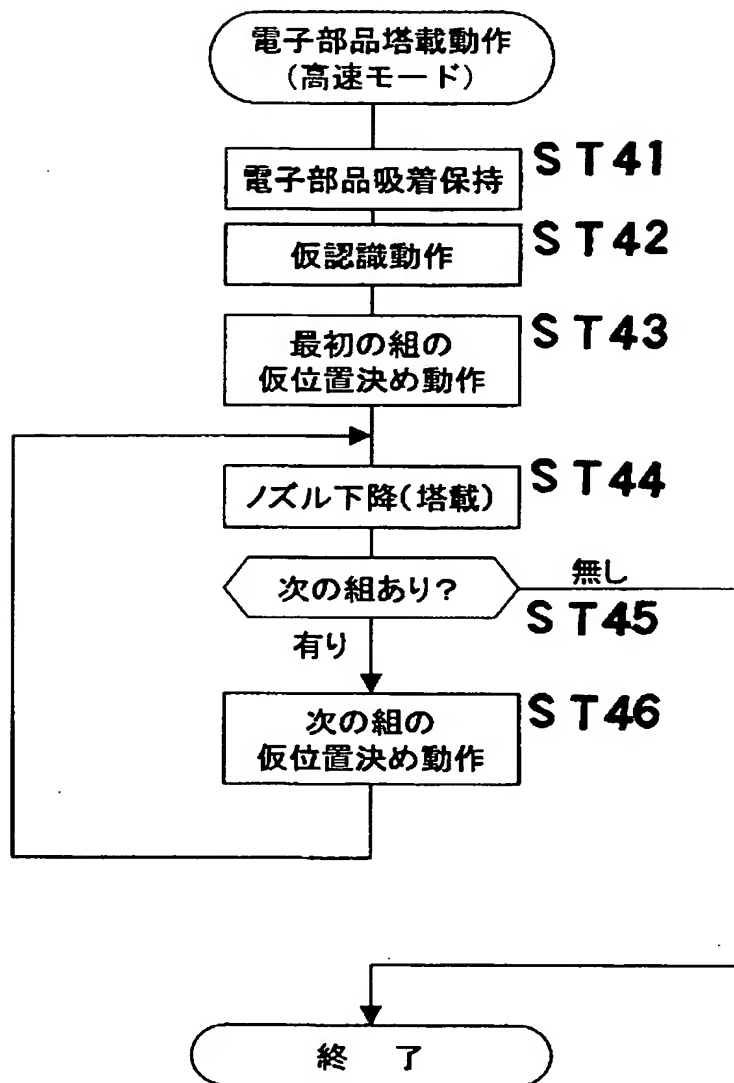 電子部品塔載動作
(高速モード)
電子部品吸着保持
ST41
仮認識動作
ST42
最初の組の
仮位置決め動作
ST43
ノズル下降(塔載)
ST44
次の組あり?
無し
ST45
有り
次の組の
仮位置決め動作
ST46
終 了